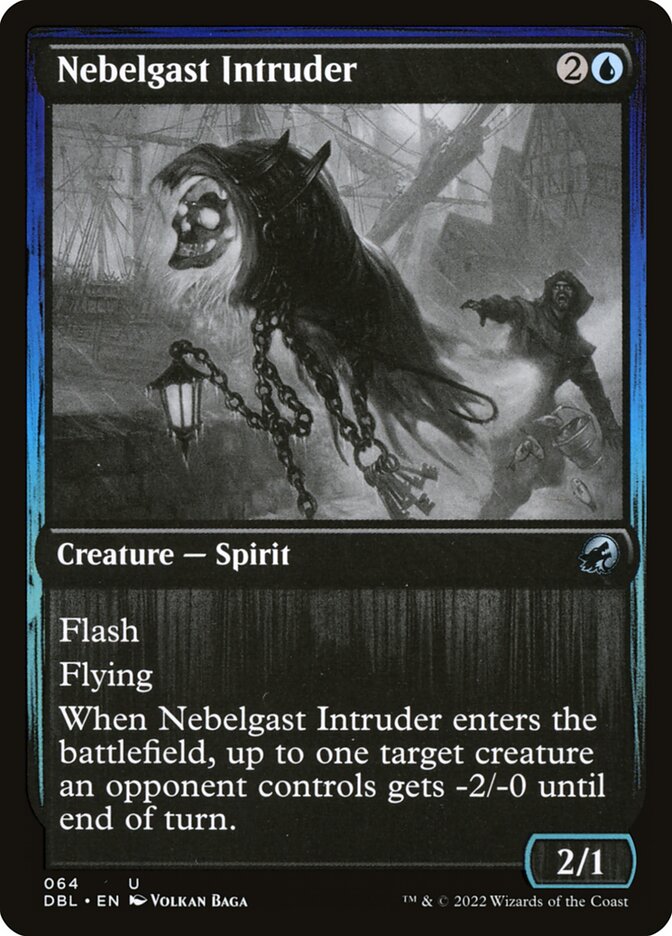 Nebelgast Intruder 2
Creature — Spirit
Flash
Flying
When Nebelgast Intruder enters the
battlefield, up to one target creature
an opponent controls gets -2/-0 until
end of turn.
2/1
064 U
DBL • EN Volkan Baga ™ & © 2022 Wizards of the Coast